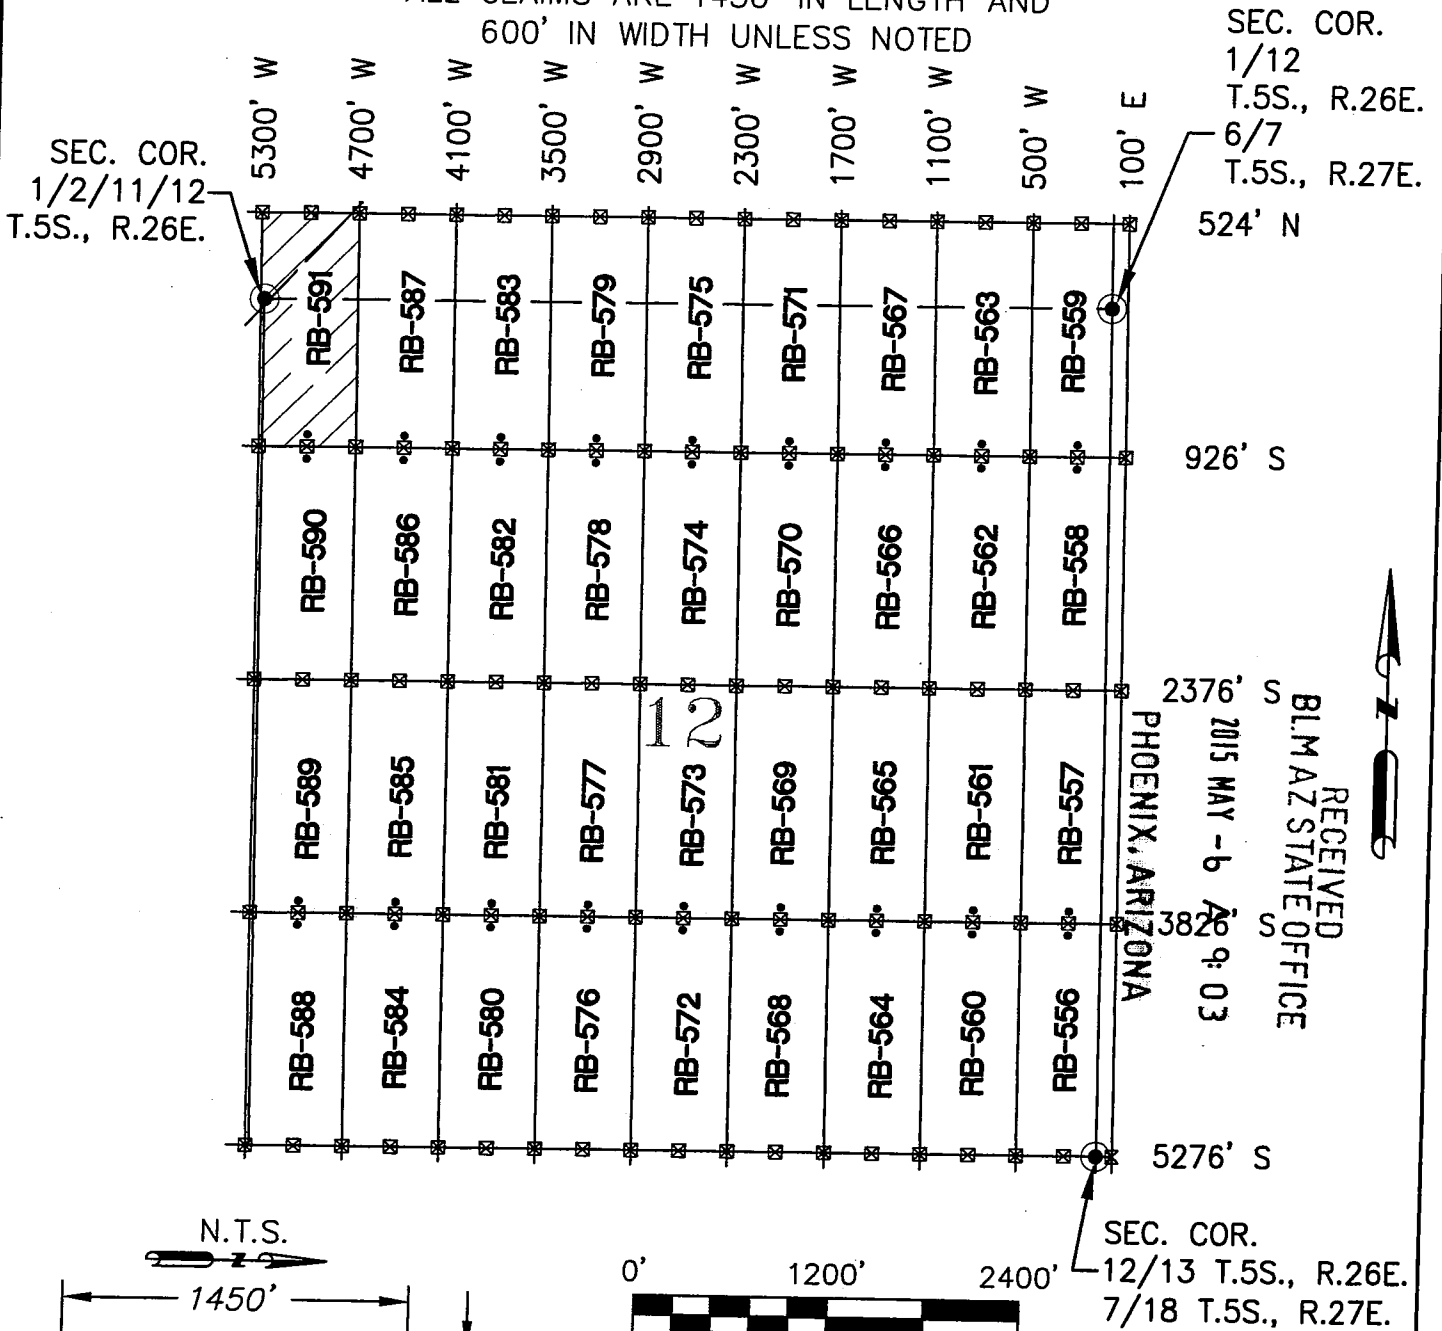 ALL CLAIMS ARE 1450' IN LENGTH AND
600' IN WIDTH UNLESS NOTED
SEC. COR.
1/12
T.5S., R.26E.
6/7
T.5S., R.27E.
SEC. COR.
1/2/11/12
T.5S., R.26E.
5300' W
4700' W
4100' W
3500' W
2900' W
2300' W
1700' W
1100' W
500' W
100' E
524' N
RB-591
RB-587
RB-583
RB-579
RB-575
RB-571
RB-567
RB-563
RB-559
926' S
RB-590
RB-586
RB-582
RB-578
RB-574
RB-570
RB-566
RB-562
RB-558
2376' S
12
RB-589
RB-585
RB-581
RB-577
RB-573
RB-569
RB-565
RB-561
RB-557
3826' S
RB-588
RB-584
RB-580
RB-576
RB-572
RB-568
RB-564
RB-560
RB-556
5276' S
RECEIVED
BLM AZ STATE OFFICE
2015 MAY -6 A 9:03
PHOENIX, ARIZONA
Z
SEC. COR.
12/13 T.5S., R.26E.
7/18 T.5S., R.27E.
N.T.S.
Z
1450'
0'
1200'
2400'